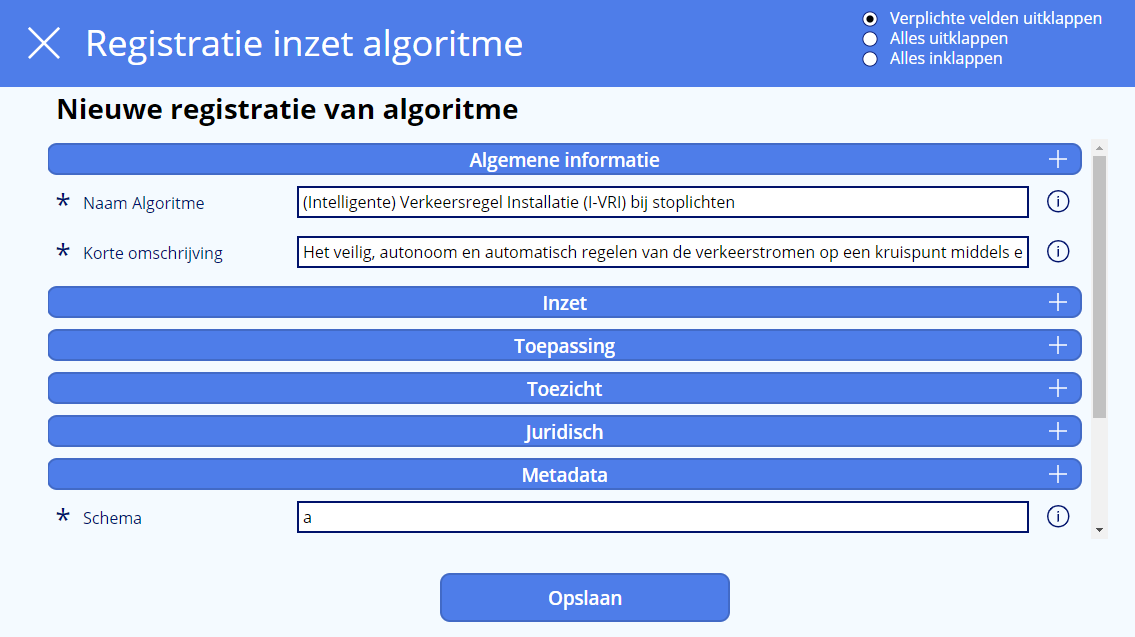 Registratie inzet algoritme
Verplichte velden uitklappen
Alles uitklappen
Alles inklappen
Nieuwe registratie van algoritme
Algemene informatie
* Naam Algoritme (Intelligente) Verkeersregel Installatie (I-VRI) bij stoplichten
* Korte omschrijving Het veilig, autonoom en automatisch regelen van de verkeerstromen op een kruispunt middels e
Inzet
Toepassing
Toezicht
Juridisch
Metadata
* Schema a
Opslaan